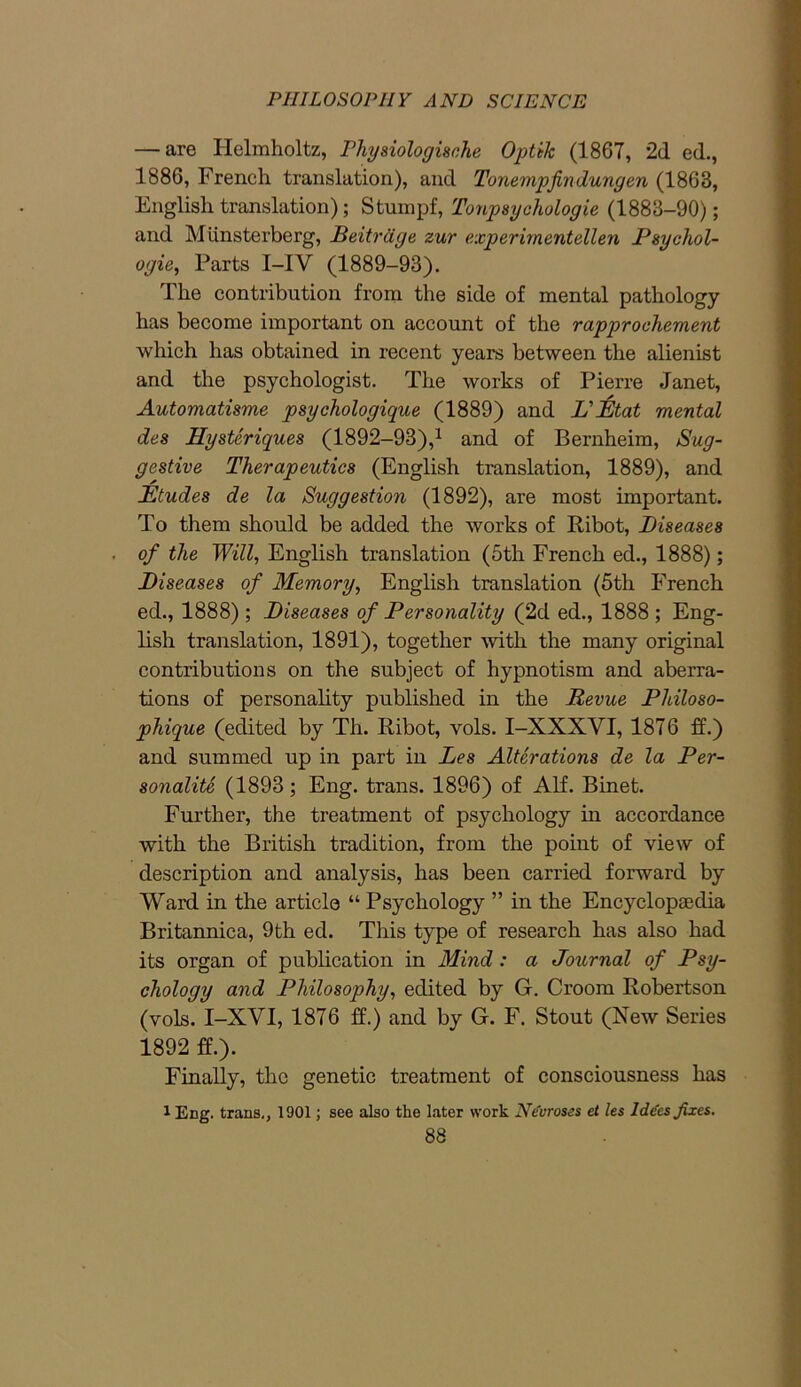 PHILOSOPHY AND SCIENCE
— are Helmholtz, Physiologische Optik (1867, 2d ed.,
1886, French translation), and Tonempfindungen (1863,
English translation); Stumpf, Tonpsychologie (1883–90);
and Münsterberg, Beiträge zur experimentellen Psychol-
ogie, Parts I–IV (1889–93).
The contribution from the side of mental pathology
has become important on account of the rapprochement
which has obtained in recent years between the alienist
and the psychologist. The works of Pierre Janet,
Automatisme psychologique (1889) and L'État mental
des Hystériques (1892–93),¹ and of Bernheim, Sug-
gestive Therapeutics (English translation, 1889), and
Études de la Suggestion (1892), are most important.
To them should be added the works of Ribot, Diseases
of the Will, English translation (5th French ed., 1888);
Diseases of Memory, English translation (5th French
ed., 1888); Diseases of Personality (2d ed., 1888; Eng-
lish translation, 1891), together with the many original
contributions on the subject of hypnotism and aberra-
tions of personality published in the Revue Philoso-
phique (edited by Th. Ribot, vols. I–XXXVI, 1876 ff.)
and summed up in part in Les Altérations de la Per-
sonalité (1893; Eng. trans. 1896) of Alf. Binet.
Further, the treatment of psychology in accordance
with the British tradition, from the point of view of
description and analysis, has been carried forward by
Ward in the article “Psychology” in the Encyclopædia
Britannica, 9th ed. This type of research has also had
its organ of publication in Mind: a Journal of Psy-
chology and Philosophy, edited by G. Croom Robertson
(vols. I–XVI, 1876 ff.) and by G. F. Stout (New Series
1892 ff.).
Finally, the genetic treatment of consciousness has
¹ Eng. trans., 1901; see also the later work Névroses et les Idées fixes.
88